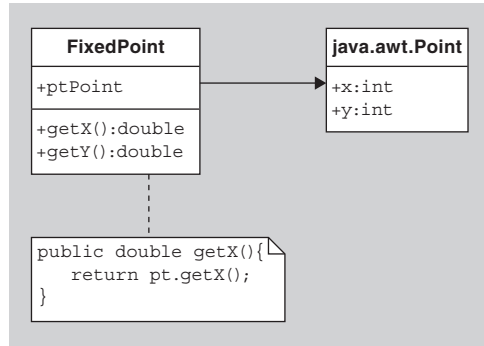 FixedPoint
+ptPoint
+getX():double
+getY():double
java.awt.Point
+x:int
+y:int
public double getX(){
return pt.getX();
}